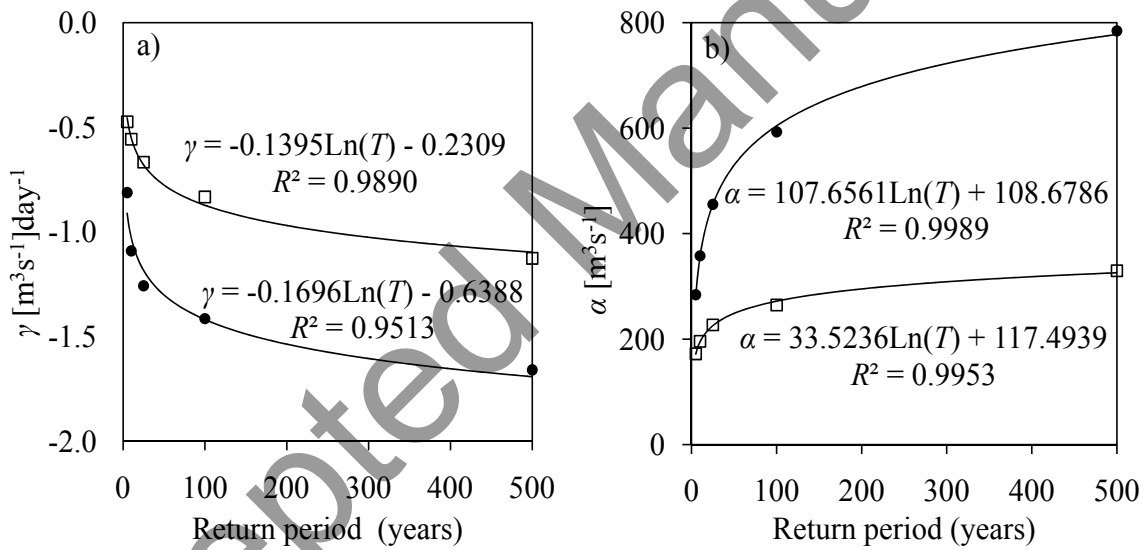 a)
0.0
-0.5
-1.0
-1.5
-2.0
γ [m³s⁻¹]day⁻¹
γ = -0.1395Ln(T) - 0.2309
R² = 0.9890
γ = -0.1696Ln(T) - 0.6388
R² = 0.9513
0 100 200 300 400 500
Return period (years)
b)
800
600
400
200
0
α [m³s⁻¹]
α = 107.6561Ln(T) + 108.6786
R² = 0.9989
α = 33.5236Ln(T) + 117.4939
R² = 0.9953
0 100 200 300 400 500
Return period (years)
epted Manu